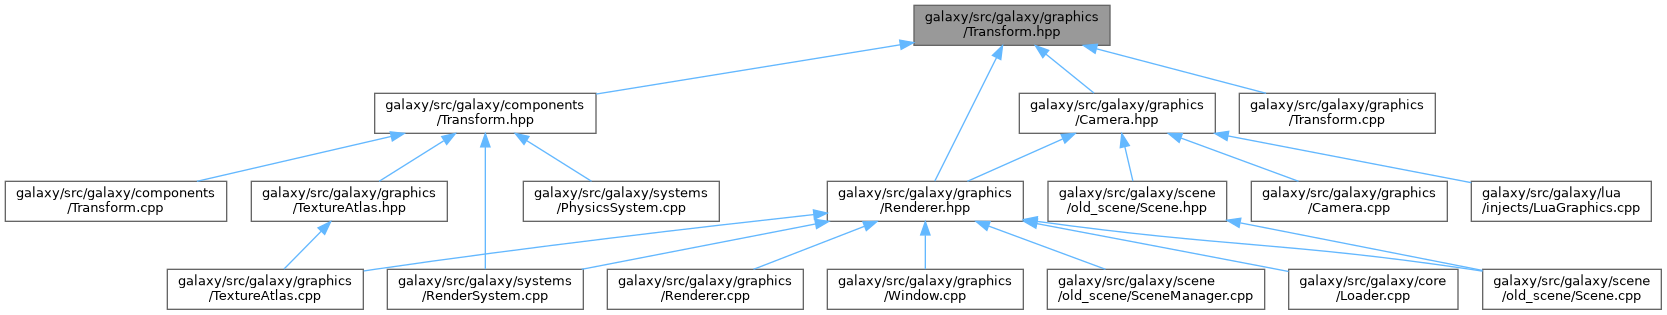 galaxy/src/galaxy/graphics
/Transform.hpp
galaxy/src/galaxy/components
/Transform.hpp
galaxy/src/galaxy/graphics
/Camera.hpp
galaxy/src/galaxy/graphics
/Transform.cpp
galaxy/src/galaxy/components
/Transform.cpp
galaxy/src/galaxy/graphics
/TextureAtlas.hpp
galaxy/src/galaxy/systems
/PhysicsSystem.cpp
galaxy/src/galaxy/graphics
/Renderer.hpp
galaxy/src/galaxy/scene
/old_scene/Scene.hpp
galaxy/src/galaxy/graphics
/Camera.cpp
galaxy/src/galaxy/lua
/injects/LuaGraphics.cpp
galaxy/src/galaxy/graphics
/TextureAtlas.cpp
galaxy/src/galaxy/systems
/RenderSystem.cpp
galaxy/src/galaxy/graphics
/Renderer.cpp
galaxy/src/galaxy/graphics
/Window.cpp
galaxy/src/galaxy/scene
/old_scene/SceneManager.cpp
galaxy/src/galaxy/core
/Loader.cpp
galaxy/src/galaxy/scene
/old_scene/Scene.cpp